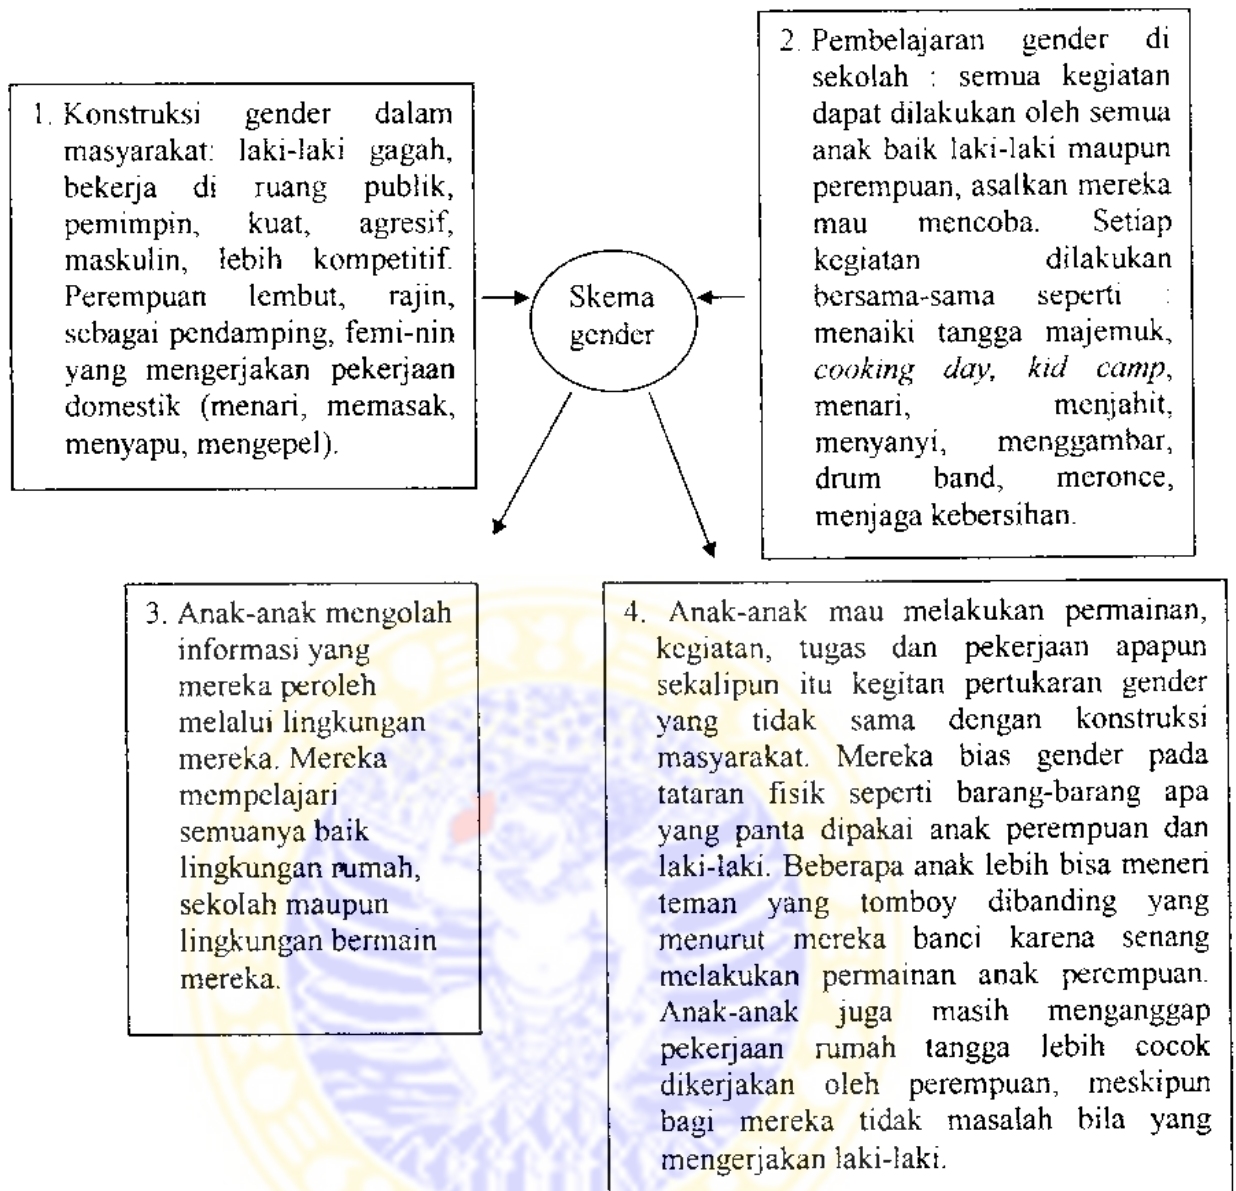 1. Konstruksi gender dalam
masyarakat: laki-laki gagah,
bekerja di ruang publik,
pemimpin, kuat, agresif,
maskulin, lebih kompetitif.
Perempuan lembut, rajin,
sebagai pendamping, femi-nin
yang mengerjakan pekerjaan
domestik (menari, memasak,
menyapu, mengepel).
2. Pembelajaran gender di
sekolah : semua kegiatan
dapat dilakukan oleh semua
anak baik laki-laki maupun
perempuan, asalkan mereka
mau mencoba. Setiap
kegiatan dilakukan
bersama-sama seperti :
menaiki tangga majemuk,
cooking day, kid camp,
menari, menjahit,
menyanyi, menggambar,
drum band, meronce,
menjaga kebersihan.
Skema
gender
3. Anak-anak mengolah
informasi yang
mereka peroleh
melalui lingkungan
mereka. Mereka
mempelajari
semuanya baik
lingkungan rumah,
sekolah maupun
lingkungan bermain
mereka.
4. Anak-anak mau melakukan permainan,
kegiatan, tugas dan pekerjaan apapun
sekalipun itu kegitan pertukaran gender
yang tidak sama dengan konstruksi
masyarakat. Mereka bias gender pada
tataran fisik seperti barang-barang apa
yang panta dipakai anak perempuan dan
laki-laki. Beberapa anak lebih bisa meneri
teman yang tomboy dibanding yang
menurut mereka banci karena senang
melakukan permainan anak perempuan.
Anak-anak juga masih menganggap
pekerjaan rumah tangga lebih cocok
dikerjakan oleh perempuan, meskipun
bagi mereka tidak masalah bila yang
mengerjakan laki-laki.